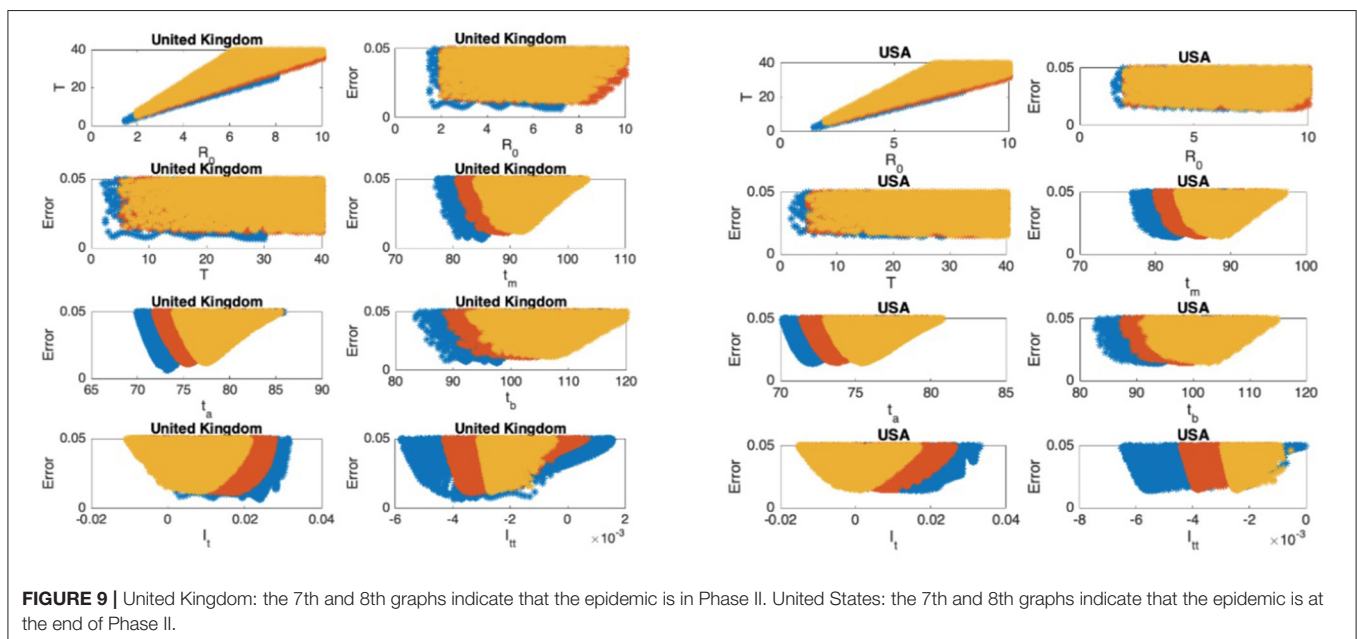 United Kingdom
40
20
0
T
0 2 4 6 8 10
R0
United Kingdom
0.05
0
Error
0 2 4 6 8 10
R0
United Kingdom
0.05
0
Error
0 10 20 30 40
T
United Kingdom
0.05
0
Error
70 80 90 100 110
t_m
United Kingdom
0.05
0
Error
65 70 75 80 85 90
t_a
United Kingdom
0.05
0
Error
80 90 100 110 120
t_b
United Kingdom
0.05
0
Error
-0.02 0 0.02 0.04
I_t
United Kingdom
0.05
0
Error
-6 -4 -2 0 2
I_tt ×10^-3
USA
40
20
0
T
0 5 10
R0
USA
0.05
0
Error
0 5 10
R0
USA
0.05
0
Error
0 10 20 30 40
T
USA
0.05
0
Error
70 80 90 100
t_m
USA
0.05
0
Error
70 75 80 85
t_a
USA
0.05
0
Error
80 90 100 110 120
t_b
USA
0.05
0
Error
-0.02 0 0.02 0.04
I_t
USA
0.05
0
Error
-8 -6 -4 -2 0
I_tt ×10^-3
FIGURE 9 | United Kingdom: the 7th and 8th graphs indicate that the epidemic is in Phase II. United States: the 7th and 8th graphs indicate that the epidemic is at
the end of Phase II.